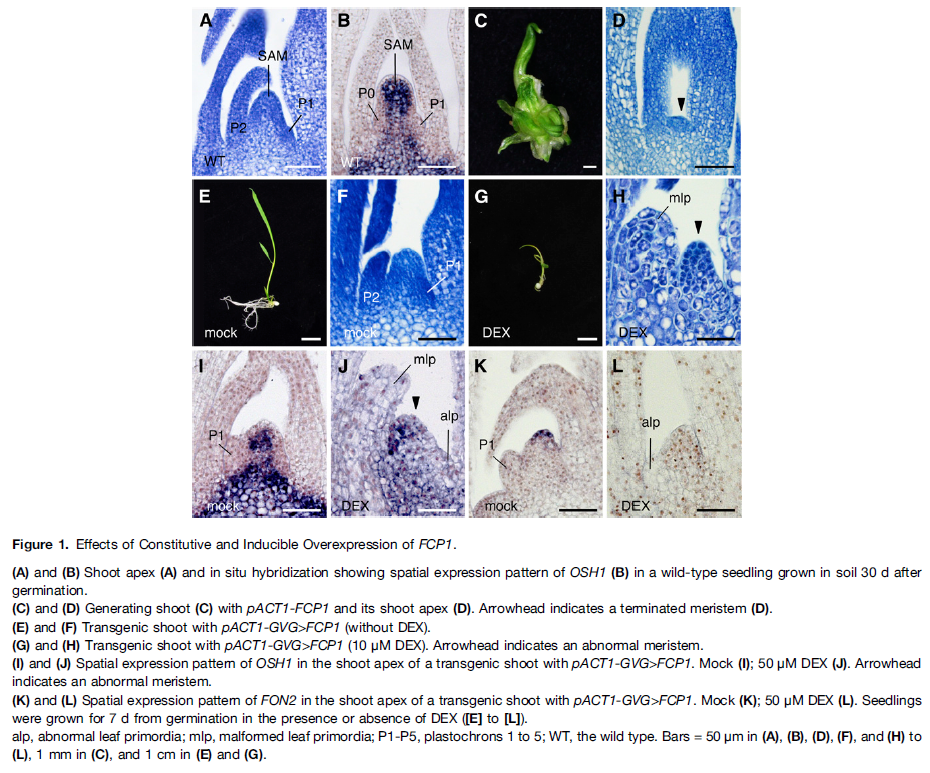 A
SAM
P2
P1
WT
B
SAM
P0
P1
WT
C
D
E
mock
F
P2
P1
mock
G
DEX
H
mlp
DEX
I
P1
mock
J
mlp
alp
DEX
K
P1
mock
L
alp
DEX
Figure 1. Effects of Constitutive and Inducible Overexpression of FCP1.
(A) and (B) Shoot apex (A) and in situ hybridization showing spatial expression pattern of OSH1 (B) in a wild-type seedling grown in soil 30 d after
germination.
(C) and (D) Generating shoot (C) with pACT1-FCP1 and its shoot apex (D). Arrowhead indicates a terminated meristem (D).
(E) and (F) Transgenic shoot with pACT1-GVG>FCP1 (without DEX).
(G) and (H) Transgenic shoot with pACT1-GVG>FCP1 (10 µM DEX). Arrowhead indicates an abnormal meristem.
(I) and (J) Spatial expression pattern of OSH1 in the shoot apex of a transgenic shoot with pACT1-GVG>FCP1. Mock (I); 50 µM DEX (J). Arrowhead
indicates an abnormal meristem.
(K) and (L) Spatial expression pattern of FON2 in the shoot apex of a transgenic shoot with pACT1-GVG>FCP1. Mock (K); 50 µM DEX (L). Seedlings
were grown for 7 d from germination in the presence or absence of DEX ([E] to [L]).
alp, abnormal leaf primordia; mlp, malformed leaf primordia; P1-P5, plastochrons 1 to 5; WT, the wild type. Bars = 50 µm in (A), (B), (D), (F), and (H) to
(L), 1 mm in (C), and 1 cm in (E) and (G).